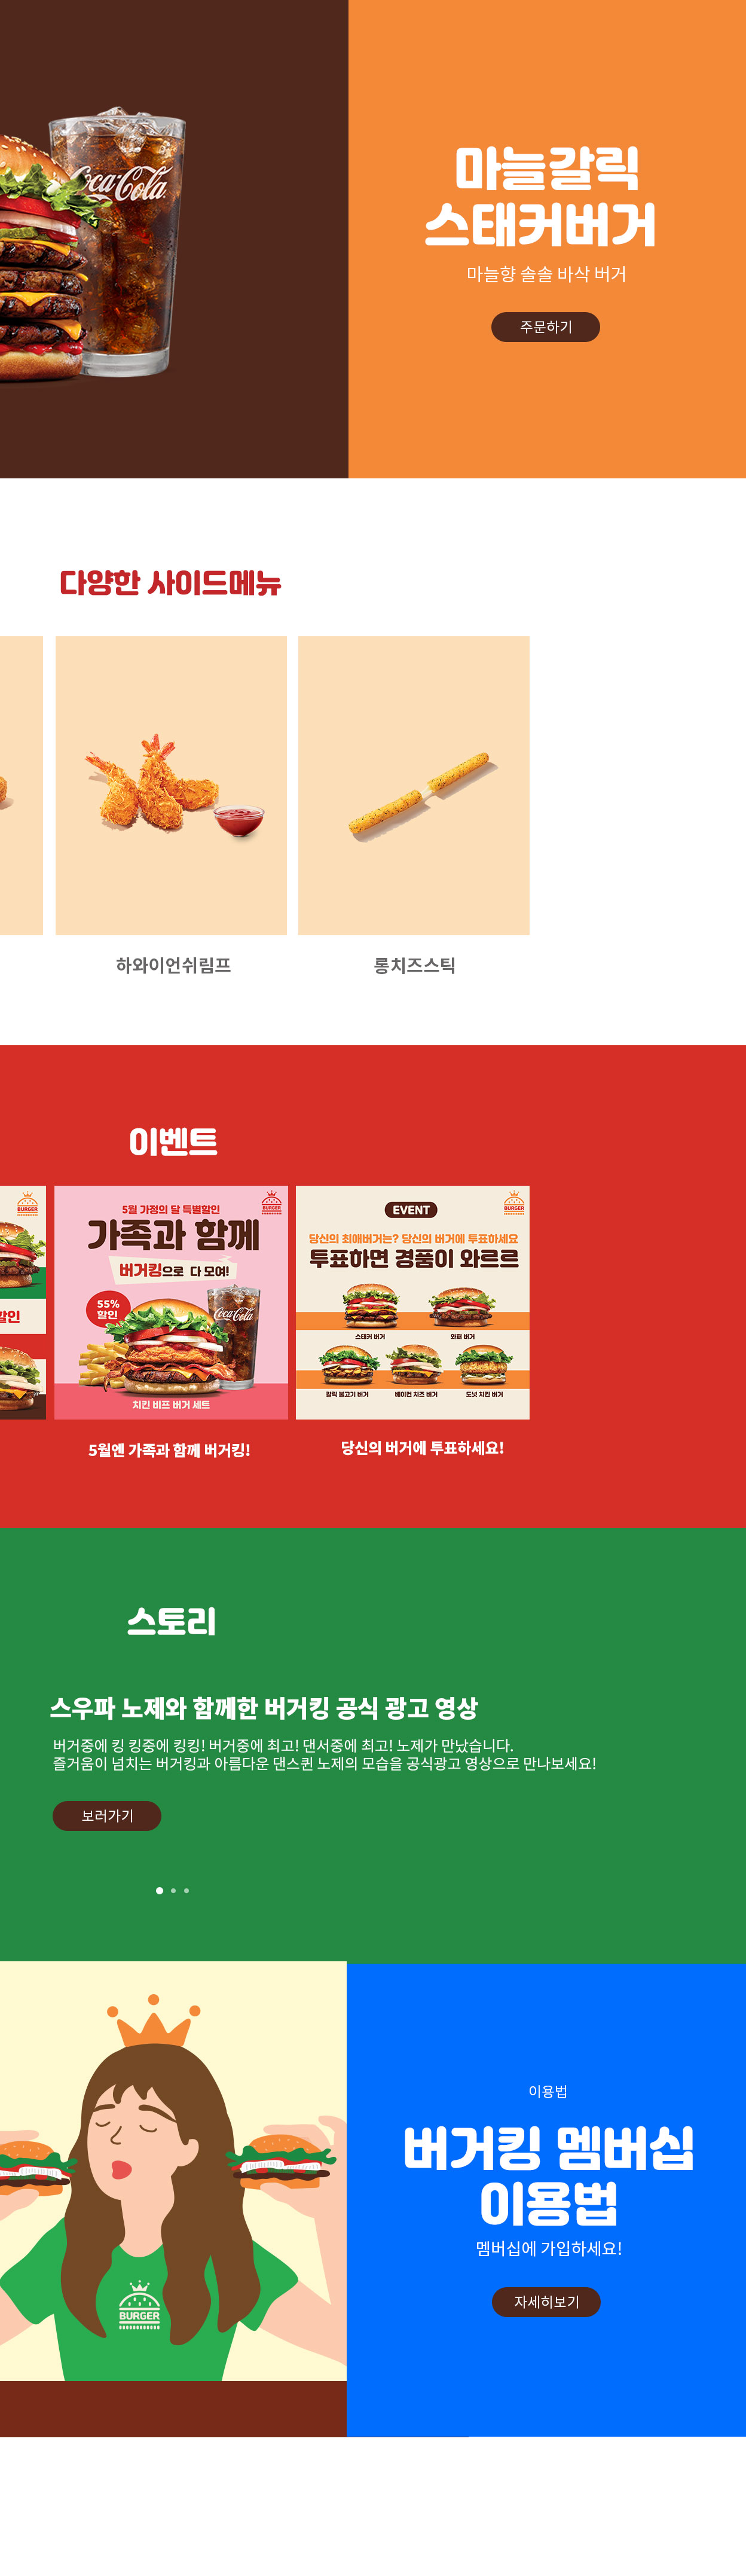 Coca-Cola
마늘갈릭
스태커버거
마늘향 솔솔 바삭 버거
주문하기
다양한 사이드메뉴
하와이언쉬림프
롱치즈스틱
이벤트
BURGER
할인
BURGER
5월 가정의 달 특별할인
가족과 함께
버거킹으로 다 모여!
55%
할인
Coca-Cola
치킨 비프 버거 세트
BURGER
EVENT
당신의 최애버거는? 당신의 버거에 투표하세요
투표하면 경품이 와르르
스태커 버거
와퍼 버거
갈릭 불고기 버거
베이컨 치즈 버거
도넛 치킨 버거
5월엔 가족과 함께 버거킹!
당신의 버거에 투표하세요!
스토리
스우파 노제와 함께한 버거킹 공식 광고 영상
버거중에 킹 킹중에 킹킹! 버거중에 최고! 댄서중에 최고! 노제가 만났습니다.
즐거움이 넘치는 버거킹과 아름다운 댄스퀸 노제의 모습을 공식광고 영상으로 만나보세요!
보러가기
BURGER
이용법
버거킹 멤버십
이용법
멤버십에 가입하세요!
자세히보기